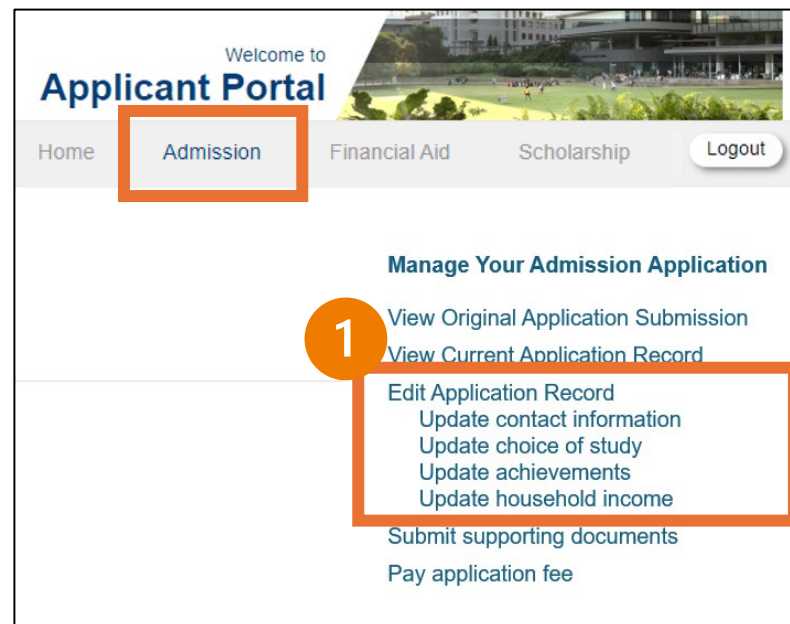 Welcome to
Applicant Portal
Home Admission Financial Aid Scholarship Logout
Manage Your Admission Application
View Original Application Submission
1
View Current Application Record
Edit Application Record
Update contact information
Update choice of study
Update achievements
Update household income
Submit supporting documents
Pay application fee